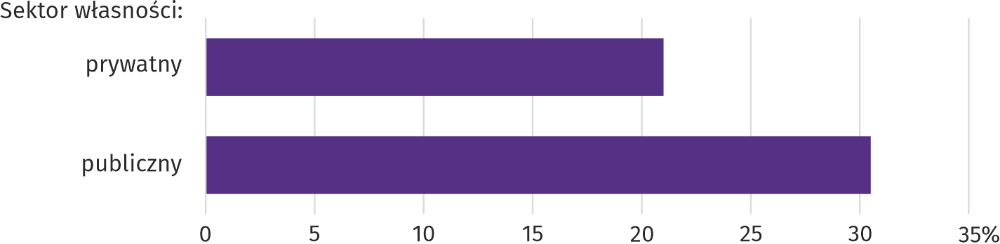 Sektor własności:
prywatny
publiczny
0 5 10 15 20 25 30 35%